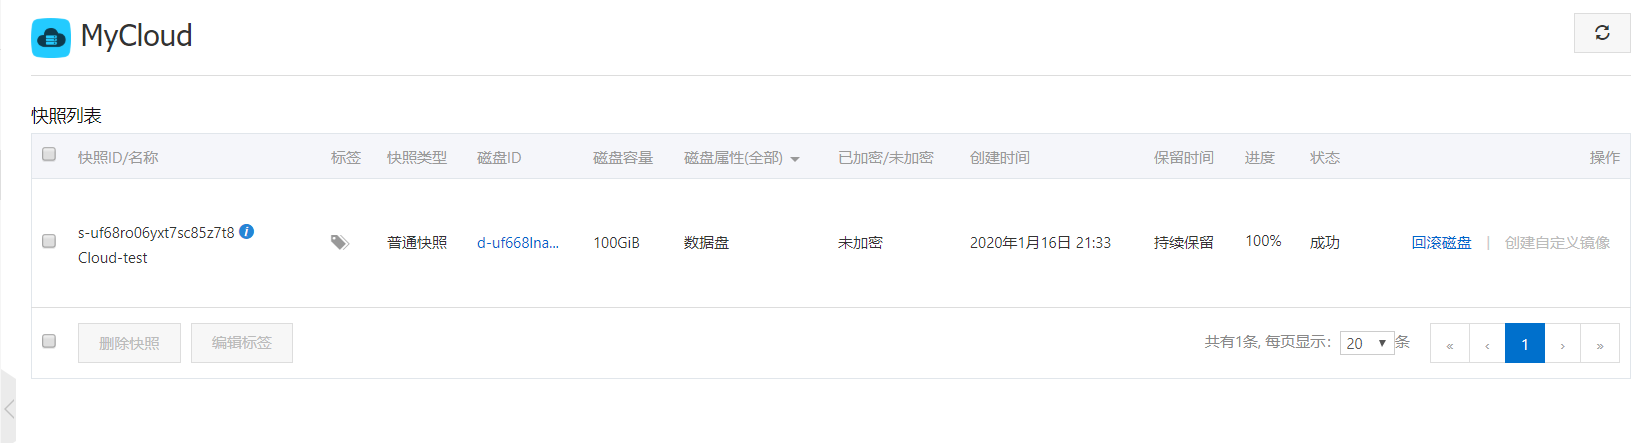 MyCloud
快照列表
快照ID/名称 标签 快照类型 磁盘ID 磁盘容量 磁盘属性(全部) 已加密/未加密 创建时间 保留时间 进度 状态 操作
s-uf68ro06yxt7sc85z7t8
Cloud-test
普通快照 d-uf668lna... 100GiB 数据盘 未加密 2020年1月16日 21:33 持续保留 100% 成功 回滚磁盘 | 创建自定义镜像
删除快照 编辑标签 共有1条, 每页显示: 20 条 « ‹ 1 › »